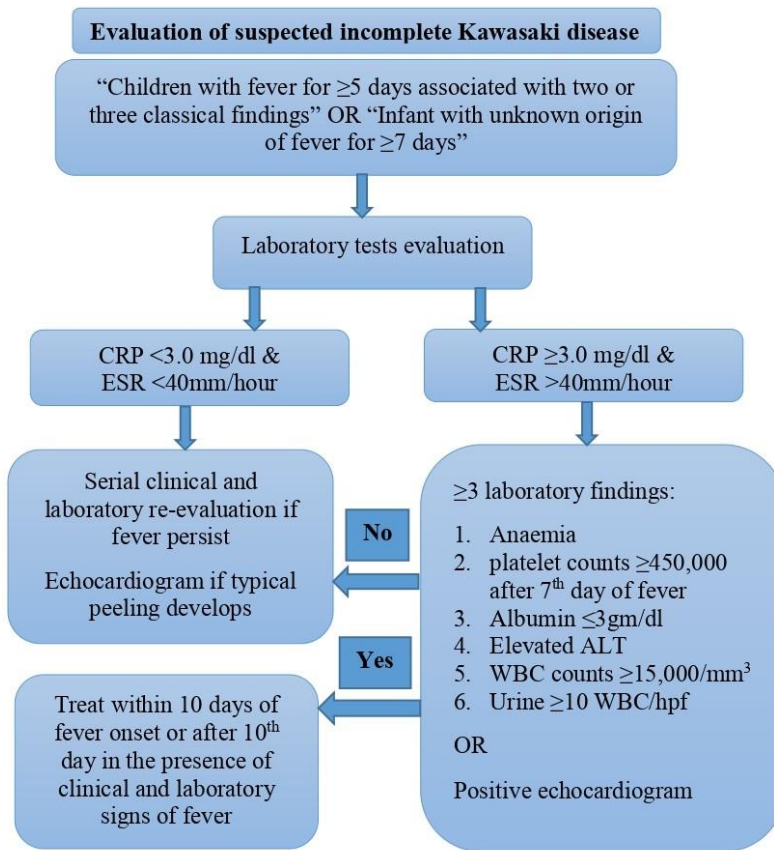 Evaluation of suspected incomplete Kawasaki disease
“Children with fever for ≥5 days associated with two or
three classical findings” OR “Infant with unknown origin
of fever for ≥7 days”
Laboratory tests evaluation
CRP <3.0 mg/dl &
ESR <40mm/hour
CRP ≥3.0 mg/dl &
ESR >40mm/hour
Serial clinical and
laboratory re-evaluation if
fever persist
Echocardiogram if typical
peeling develops
No
Yes
Treat within 10 days of
fever onset or after 10th
day in the presence of
clinical and laboratory
signs of fever
≥3 laboratory findings:
1. Anaemia
2. platelet counts ≥450,000
after 7th day of fever
3. Albumin ≤3gm/dl
4. Elevated ALT
5. WBC counts ≥15,000/mm3
6. Urine ≥10 WBC/hpf
OR
Positive echocardiogram